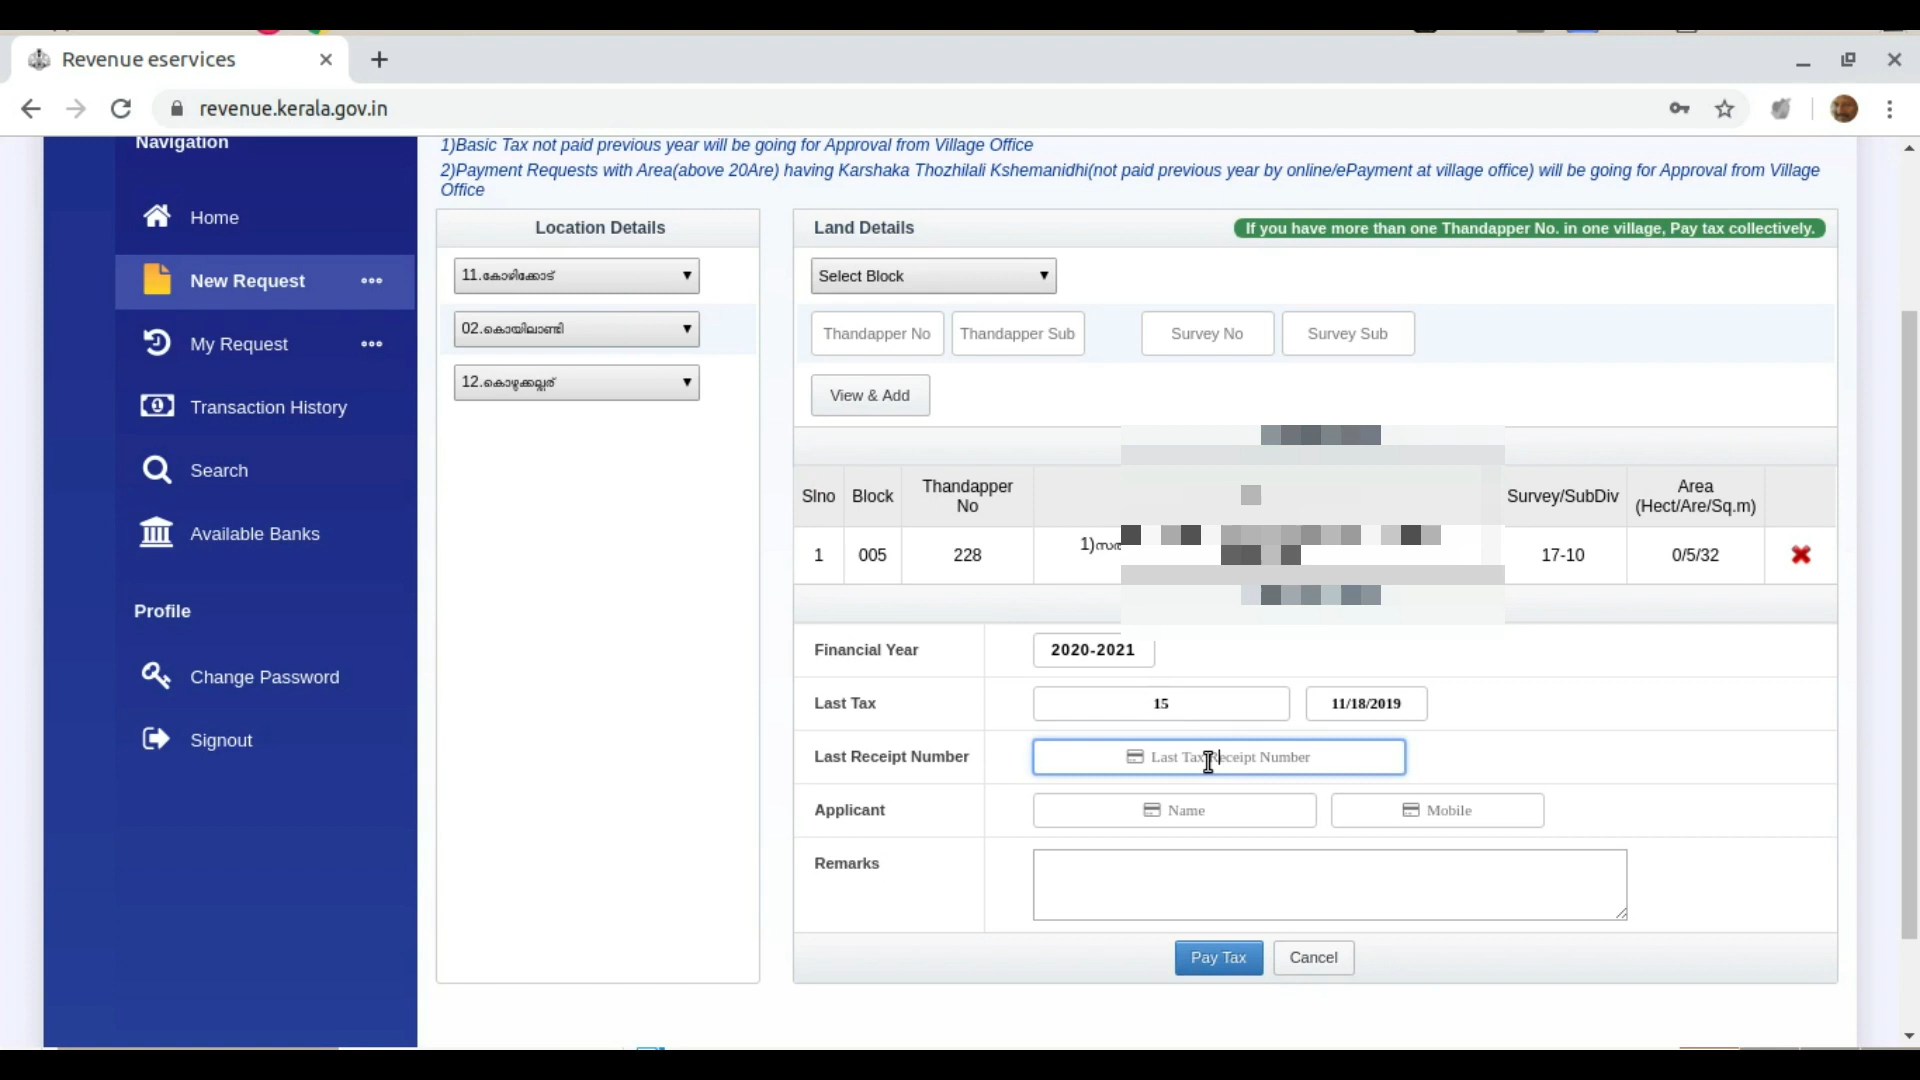 Revenue eservices
revenue.kerala.gov.in
Navigation
Home
New Request
My Request
Transaction History
Search
Available Banks
Profile
Change Password
Signout
1)Basic Tax not paid previous year will be going for Approval from Village Office
2)Payment Requests with Area(above 20Are) having Karshaka Thozhilali Kshemanidhi(not paid previous year by online/ePayment at village office) will be going for Approval from Village
Office
Location Details
11.കോഴിക്കോട്
02.കൊയിലാണ്ടി
12.കൊഴുക്കല്ലൂര്
Land Details
If you have more than one Thandapper No. in one village, Pay tax collectively.
Select Block
Thandapper No Thandapper Sub Survey No Survey Sub
View & Add
Slno Block Thandapper No Survey/SubDiv Area (Hect/Are/Sq.m)
1 005 228 1) 17-10 0/5/32
Financial Year 2020-2021
Last Tax 15 11/18/2019
Last Receipt Number Last Tax Receipt Number
Applicant Name Mobile
Remarks
Pay Tax Cancel